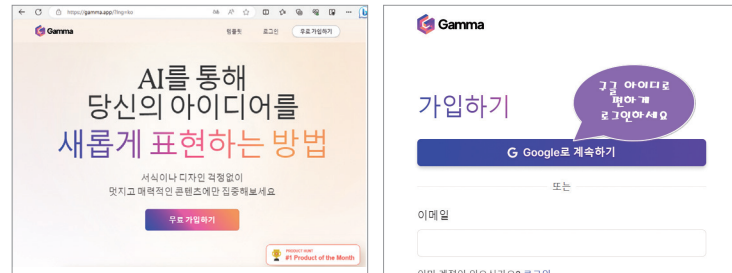 https://gamma.app/?lng=ko
Gamma
템플릿 로그인 무료 가입하기
AI를 통해
당신의 아이디어를
새롭게 표현하는 방법
서식이나 디자인 걱정없이
멋지고 매력적인 콘텐츠에만 집중해보세요
무료 가입하기
PRODUCT HUNT
#1 Product of the Month
Gamma
가입하기
구글 아이디로
편하게
로그인하세요
G Google로 계속하기
또는
이메일